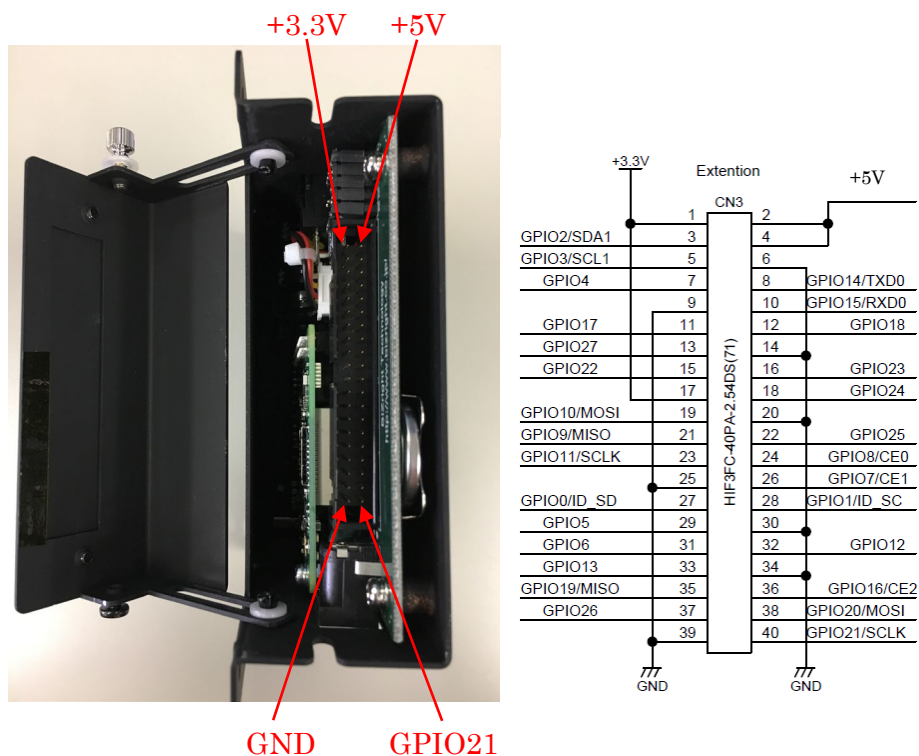 +3.3V +5V
GND GPIO21
+3.3V
Extention
+5V
CN3
1 2
GPIO2/SDA1 3 4
GPIO3/SCL1 5 6
GPIO4 7 8 GPIO14/TXD0
9 10 GPIO15/RXD0
GPIO17 11 12 GPIO18
GPIO27 13 14
GPIO22 15 16 GPIO23
17 18 GPIO24
GPIO10/MOSI 19 20
GPIO9/MISO 21 22 GPIO25
GPIO11/SCLK 23 24 GPIO8/CE0
25 26 GPIO7/CE1
GPIO0/ID_SD 27 28 GPIO1/ID_SC
GPIO5 29 30
GPIO6 31 32 GPIO12
GPIO13 33 34
GPIO19/MISO 35 36 GPIO16/CE2
GPIO26 37 38 GPIO20/MOSI
39 40 GPIO21/SCLK
HIF3FC-40PA-2.54DS(71)
GND GND